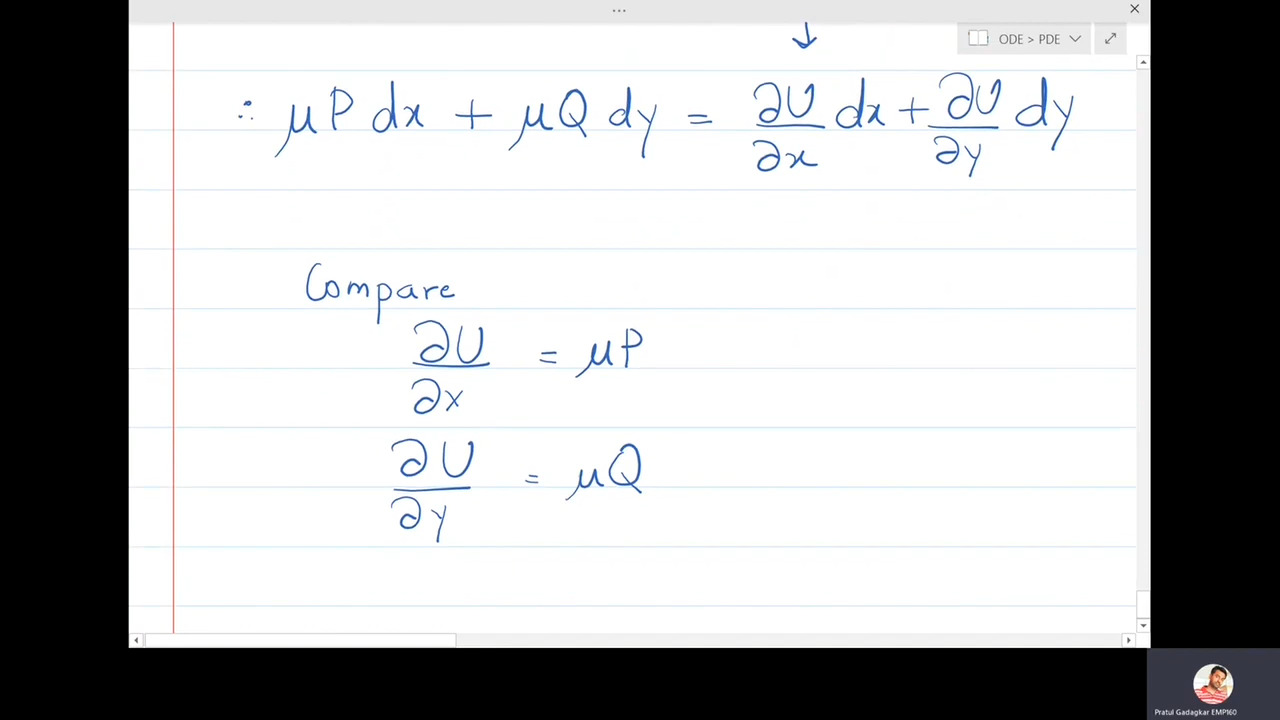 ODE > PDE
∴ μP dx + μQ dy = ∂U/∂x dx + ∂U/∂y dy
Compare
∂U/∂x = μP
∂U/∂y = μQ
Pratul Gadagkar EMP160